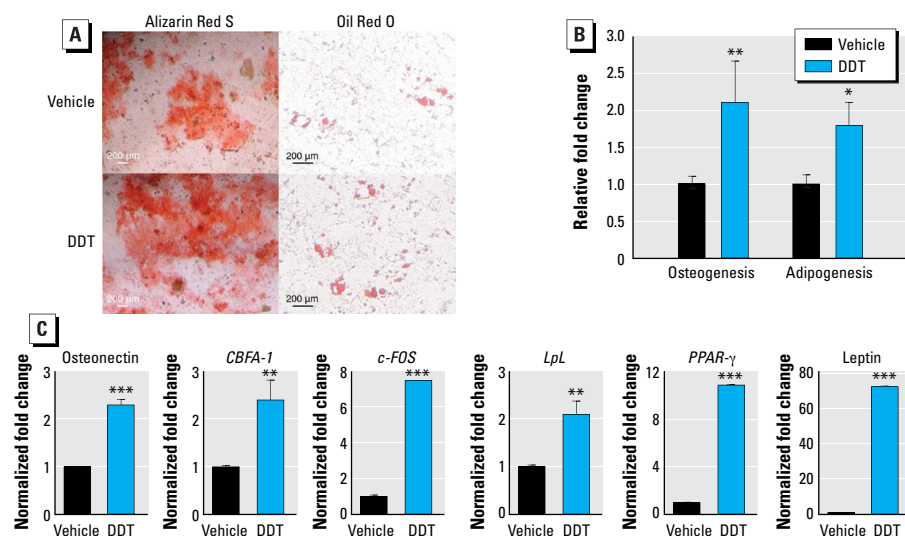 A
Alizarin Red S
Oil Red O
Vehicle
200 µm
200 µm
DDT
200 µm
200 µm
B
Relative fold change
3.0
2.5
2.0
1.5
1.0
0.5
0
**
*
Vehicle
DDT
Osteogenesis
Adipogenesis
C
Osteonectin
Normalized fold change
3
2
1
0
***
Vehicle DDT
CBFA-1
Normalized fold change
3
2
1
0
**
Vehicle DDT
c-FOS
Normalized fold change
8
6
4
2
0
***
Vehicle DDT
LpL
Normalized fold change
3
2
1
0
**
Vehicle DDT
PPAR-γ
Normalized fold change
12
8
4
0
***
Vehicle DDT
Leptin
Normalized fold change
80
60
40
20
0
***
Vehicle DDT